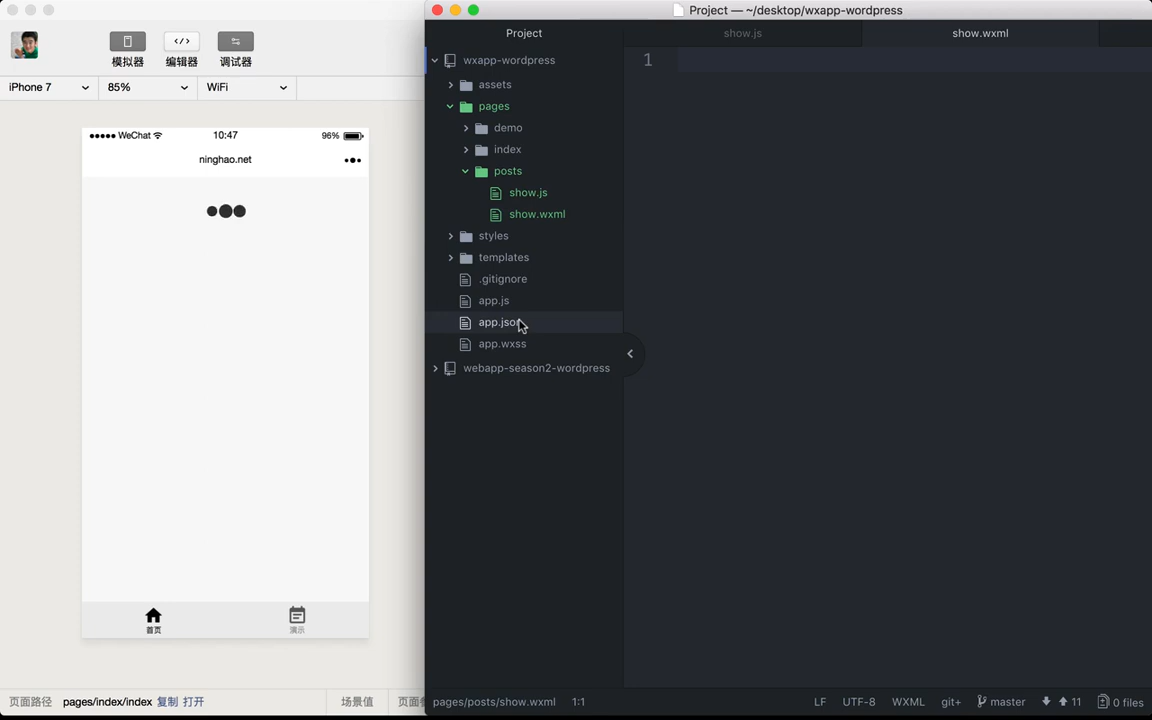 Project — ~/desktop/wxapp-wordpress
模拟器
编辑器
调试器
iPhone 7
85%
WiFi
WeChat
10:47
96%
ninghao.net
首页
演示
页面路径
pages/index/index
复制
打开
场景值
Project
wxapp-wordpress
assets
pages
demo
index
posts
show.js
show.wxml
styles
templates
.gitignore
app.js
app.json
app.wxss
webapp-season2-wordpress
show.js
show.wxml
1
pages/posts/show.wxml
1:1
LF
UTF-8
WXML
git+
master
11
0 files